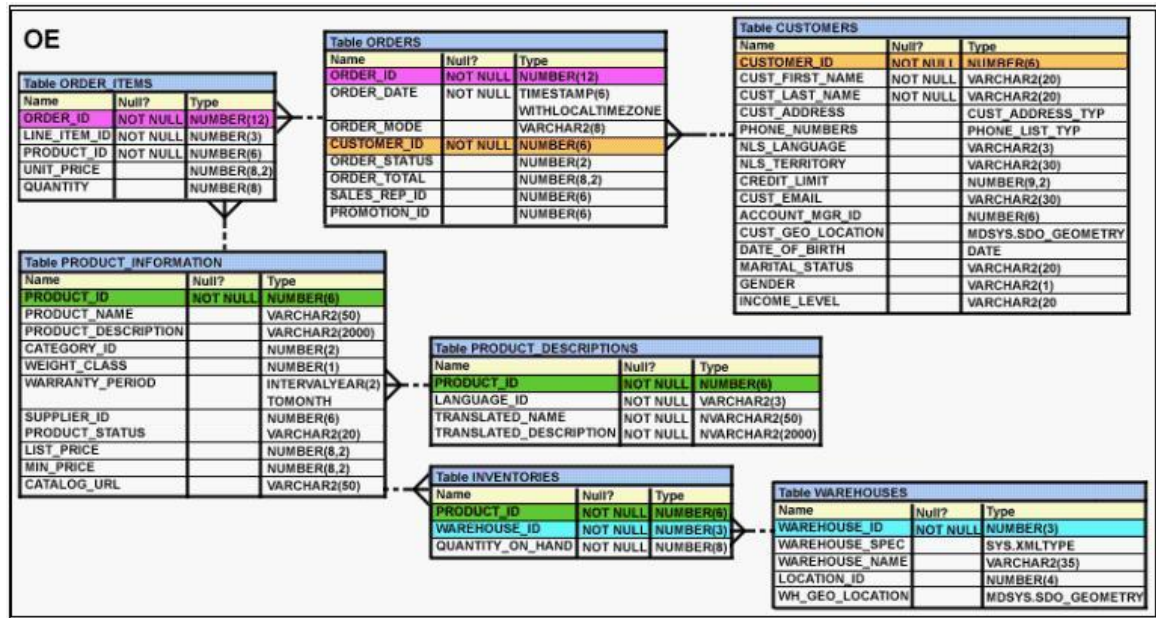 OE
Table ORDER_ITEMS
Name Null? Type
ORDER_ID NOT NULL NUMBER(12)
LINE_ITEM_ID NOT NULL NUMBER(3)
PRODUCT_ID NOT NULL NUMBER(6)
UNIT_PRICE NUMBER(8,2)
QUANTITY NUMBER(8)
Table ORDERS
Name Null? Type
ORDER_ID NOT NULL NUMBER(12)
ORDER_DATE NOT NULL TIMESTAMP(6)
WITHLOCALTIMEZONE
ORDER_MODE VARCHAR2(8)
CUSTOMER_ID NOT NULL NUMBER(6)
ORDER_STATUS NUMBER(2)
ORDER_TOTAL NUMBER(8,2)
SALES_REP_ID NUMBER(6)
PROMOTION_ID NUMBER(6)
Table CUSTOMERS
Name Null? Type
CUSTOMER_ID NOT NULL NUMBER(6)
CUST_FIRST_NAME NOT NULL VARCHAR2(20)
CUST_LAST_NAME NOT NULL VARCHAR2(20)
CUST_ADDRESS CUST_ADDRESS_TYP
PHONE_NUMBERS PHONE_LIST_TYP
NLS_LANGUAGE VARCHAR2(3)
NLS_TERRITORY VARCHAR2(30)
CREDIT_LIMIT NUMBER(9,2)
CUST_EMAIL VARCHAR2(30)
ACCOUNT_MGR_ID NUMBER(6)
CUST_GEO_LOCATION MDSYS.SDO_GEOMETRY
DATE_OF_BIRTH DATE
MARITAL_STATUS VARCHAR2(20)
GENDER VARCHAR2(1)
INCOME_LEVEL VARCHAR2(20
Table PRODUCT_INFORMATION
Name Null? Type
PRODUCT_ID NOT NULL NUMBER(6)
PRODUCT_NAME VARCHAR2(50)
PRODUCT_DESCRIPTION VARCHAR2(2000)
CATEGORY_ID NUMBER(2)
WEIGHT_CLASS NUMBER(1)
WARRANTY_PERIOD INTERVALYEAR(2)
TOMONTH
SUPPLIER_ID NUMBER(6)
PRODUCT_STATUS VARCHAR2(20)
LIST_PRICE NUMBER(8,2)
MIN_PRICE NUMBER(8,2)
CATALOG_URL VARCHAR2(50)
Table PRODUCT_DESCRIPTIONS
Name Null? Type
PRODUCT_ID NOT NULL NUMBER(6)
LANGUAGE_ID NOT NULL VARCHAR2(3)
TRANSLATED_NAME NOT NULL NVARCHAR2(50)
TRANSLATED_DESCRIPTION NOT NULL NVARCHAR2(2000)
Table INVENTORIES
Name Null? Type
PRODUCT_ID NOT NULL NUMBER(6)
WAREHOUSE_ID NOT NULL NUMBER(3)
QUANTITY_ON_HAND NOT NULL NUMBER(8)
Table WAREHOUSES
Name Null? Type
WAREHOUSE_ID NOT NULL NUMBER(3)
WAREHOUSE_SPEC SYS.XMLTYPE
WAREHOUSE_NAME VARCHAR2(35)
LOCATION_ID NUMBER(4)
WH_GEO_LOCATION MDSYS.SDO_GEOMETRY